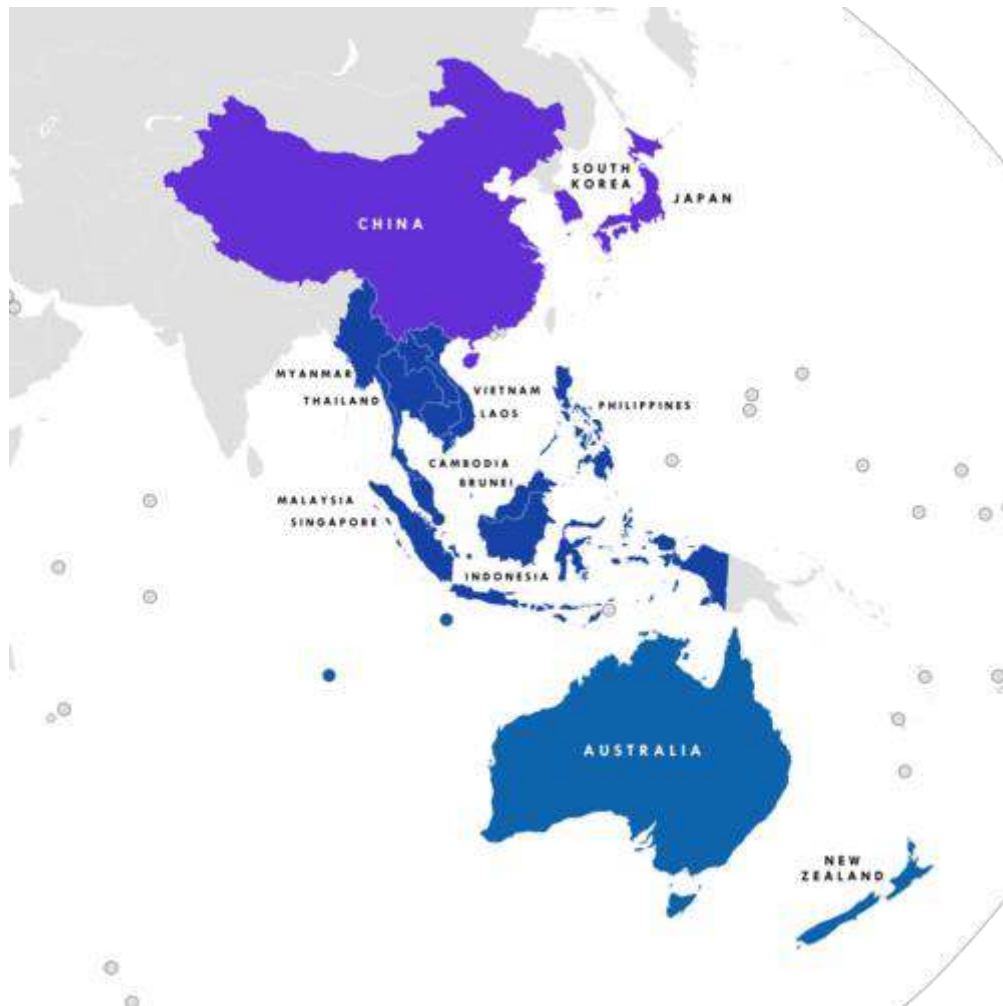 SOUTH
KOREA
JAPAN
CHINA
MYANMAR
VIETNAM
THAILAND
LAOS
PHILIPPINES
CAMBODIA
BRUNEI
MALAYSIA
SINGAPORE
INDONESIA
AUSTRALIA
NEW
ZEALAND